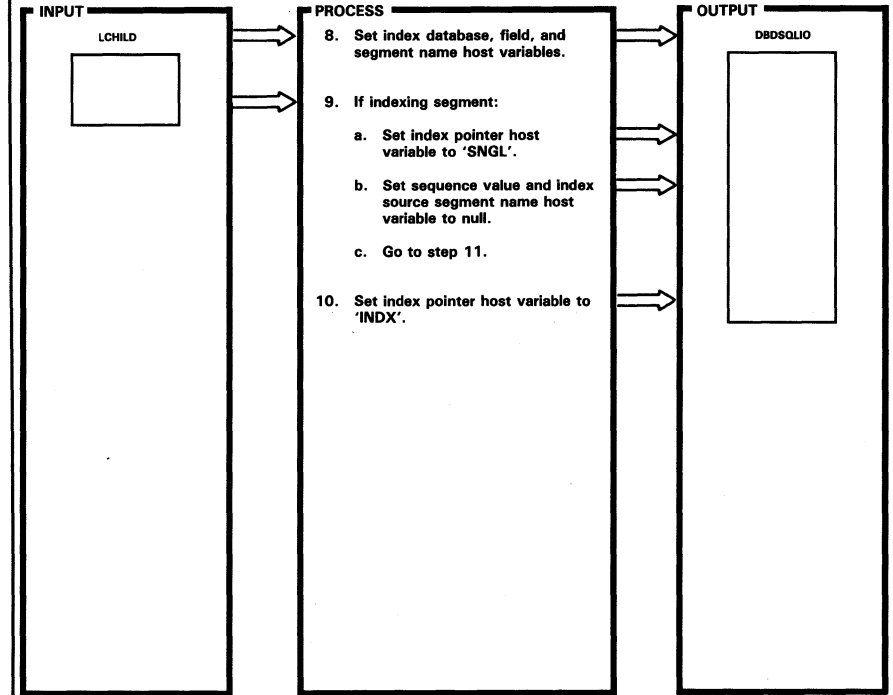 INPUT
LCHILD
PROCESS
8. Set index database, field, and
segment name host variables.
9. If indexing segment:
a. Set index pointer host
variable to ‘SNGL’.
b. Set sequence value and index
source segment name host
variable to null.
c. Go to step 11.
10. Set index pointer host variable to
‘INDX’.
OUTPUT
DBDSQLIO